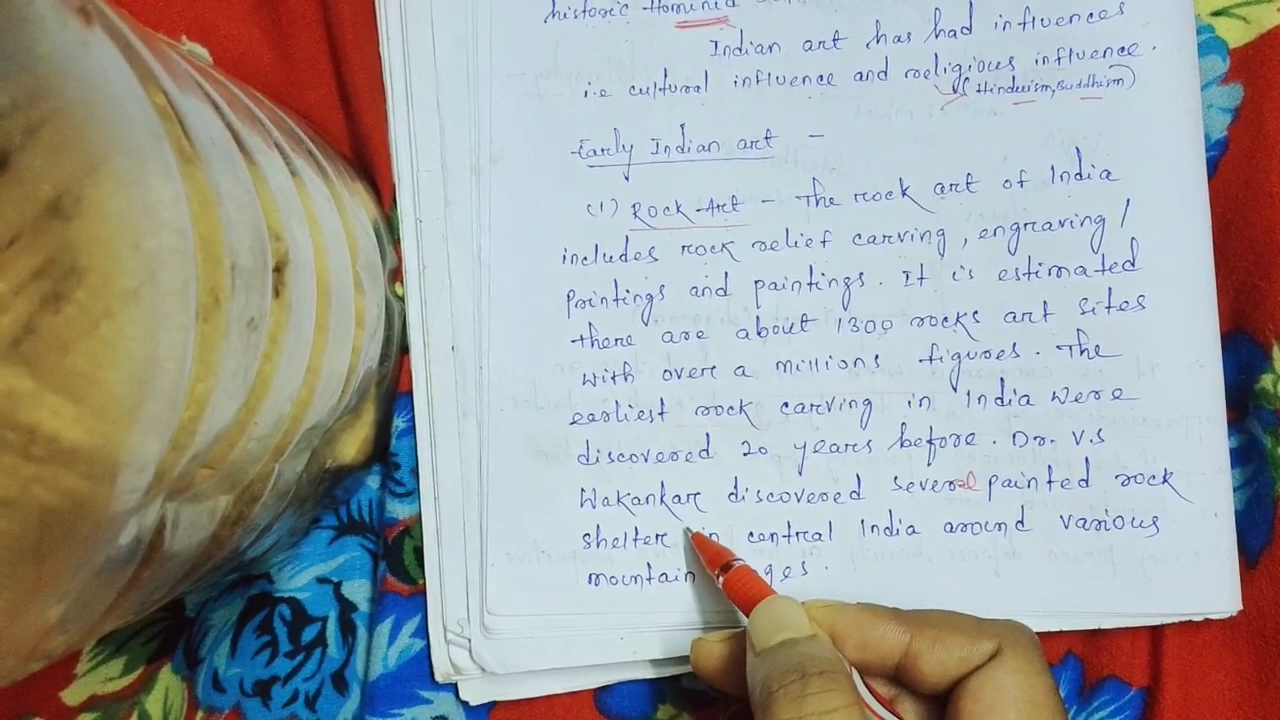 historic Hominid
Indian art has had influences
i.e cultural influence and religious influence.
(Hinduism, Buddhism)
Early Indian art -
(1) Rock-Art - The rock art of India
includes rock relief carving, engraving/
printings and paintings. It is estimated
there are about 1300 rocks art sites
with over a millions figures. The
earliest rock carving in India were
discovered 20 years before. Dr. V.S
Wakankar discovered several painted rock
shelter in central India around various
mountain